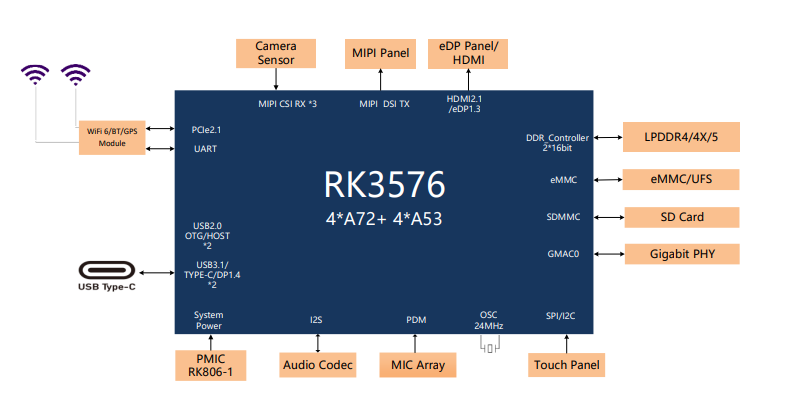 Camera
Sensor
MIPI Panel
eDP Panel/
HDMI
MIPI CSI RX *3
MIPI DSI TX
HDMI2.1
/eDP1.3
WiFi 6/BT/GPS
Module
PCIe2.1
UART
DDR_Controller
2*16bit
LPDDR4/4X/5
RK3576
4*A72+ 4*A53
eMMC
eMMC/UFS
SDMMC
SD Card
GMAC0
Gigabit PHY
USB2.0
OTG/HOST
*2
USB3.1/
TYPE-C/DP1.4
*2
USB Type-C
System
Power
I2S
PDM
OSC
24MHz
SPI/I2C
PMIC
RK806-1
Audio Codec
MIC Array
Touch Panel